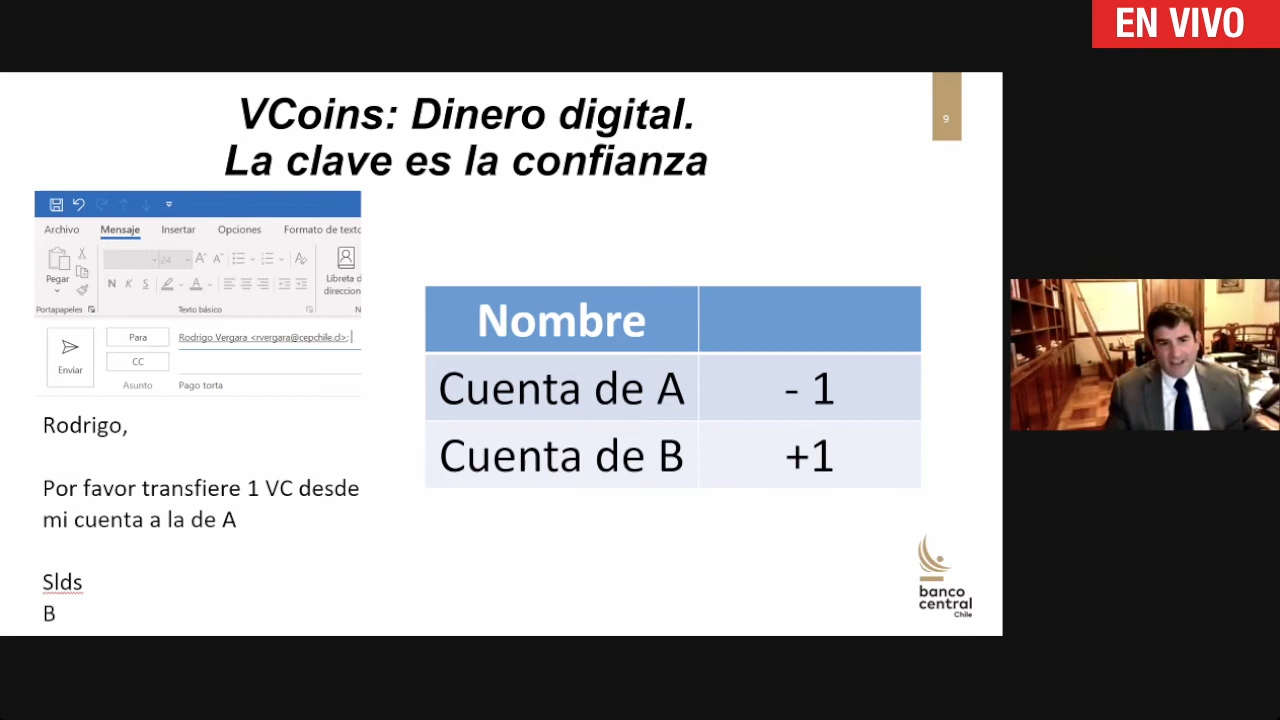 EN VIVO
VCoins: Dinero digital.
La clave es la confianza
9
Archivo Mensaje Insertar Opciones Formato de texto
Pegar
24
N K S
Libreta d
direccion
Portapapeles Texto básico N
Enviar
Para Rodrigo Vergara <rvergara@cepchile.cl>;
CC
Asunto Pago torta
Rodrigo,
Por favor transfiere 1 VC desde
mi cuenta a la de A
Slds
B
Nombre
Cuenta de A - 1
Cuenta de B +1
banco
central
Chile